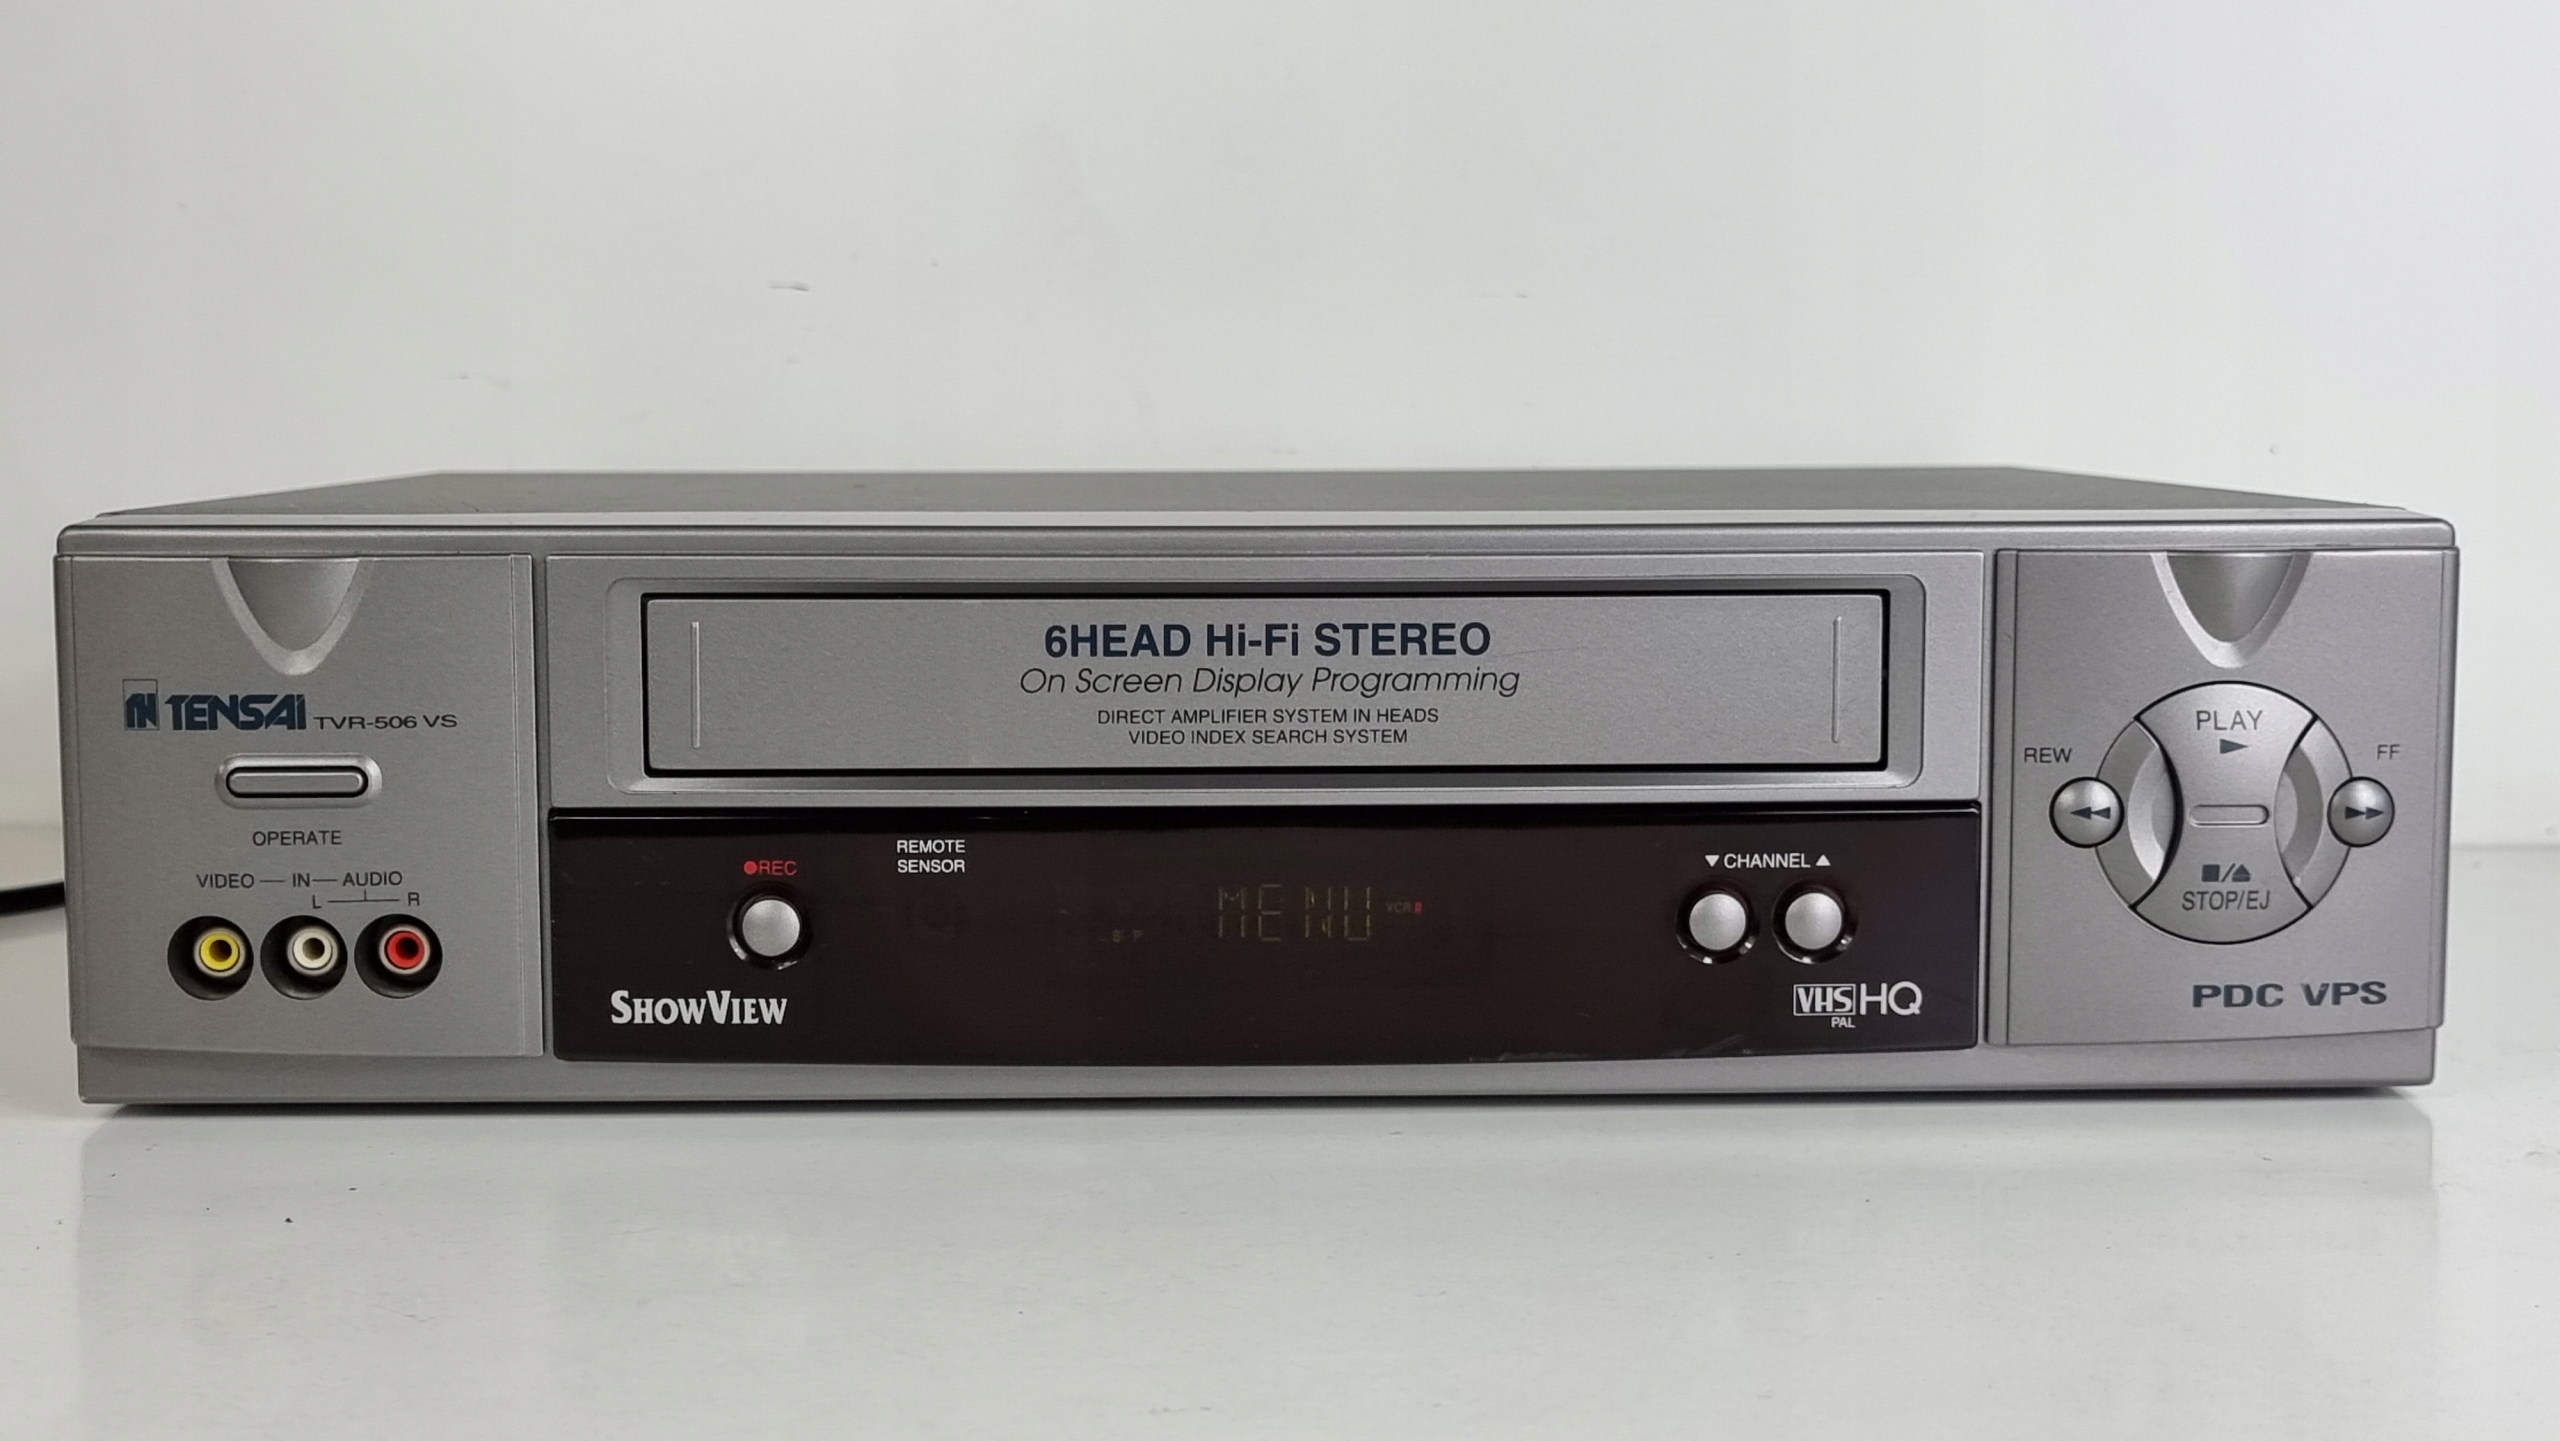 TENSAI TVR-506 VS
OPERATE
VIDEO IN AUDIO
L R
6HEAD Hi-Fi STEREO
On Screen Display Programming
DIRECT AMPLIFIER SYSTEM IN HEADS
VIDEO INDEX SEARCH SYSTEM
●REC
REMOTE
SENSOR
MENU VCR
▼ CHANNEL ▲
SHOWVIEW
VHS HQ
PAL
PLAY
REW
FF
■/⏏
STOP/EJ
PDC VPS